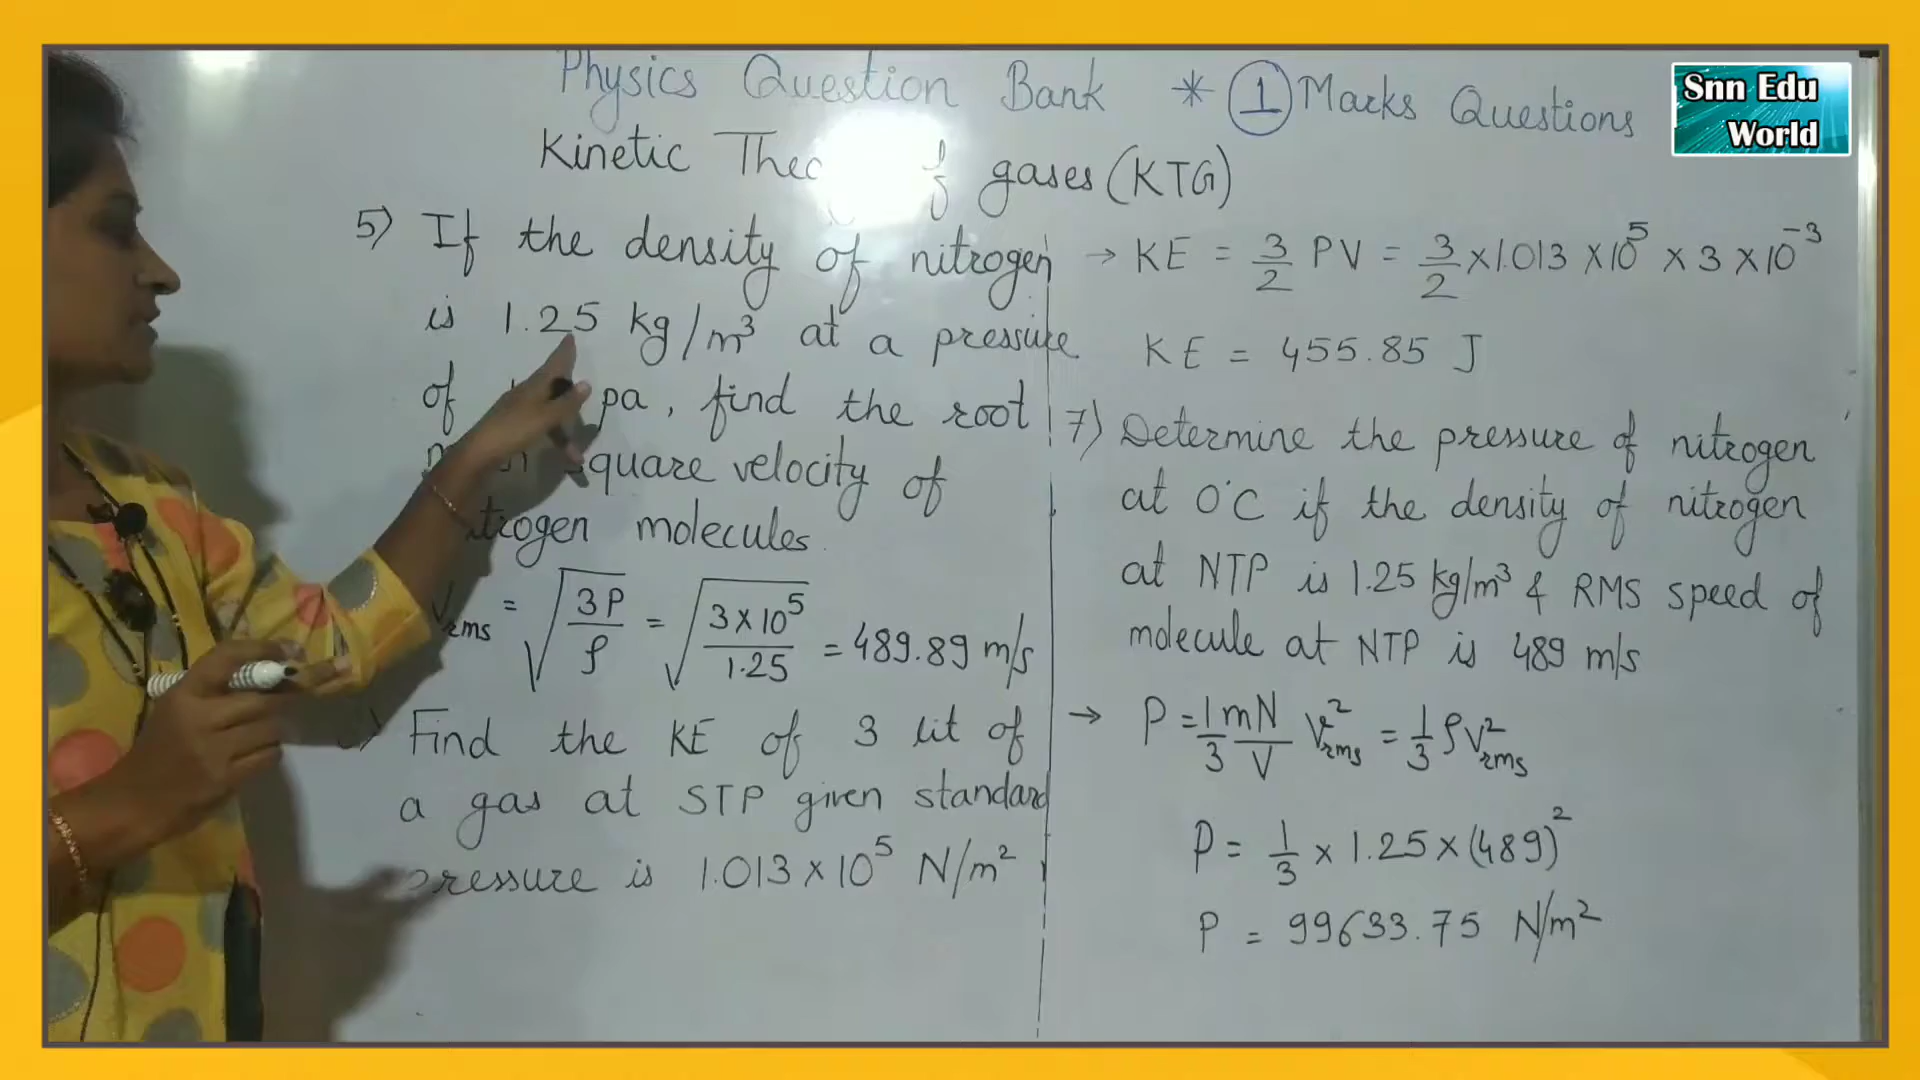 Physics Question Bank * ① Marks Questions
Snn Edu
World
Kinetic gases (KTG)
5) If the density of nitrogen
is 1.25 kg/m³ at a pressure
of pa, find the root
square velocity of
molecules.
Vrms = √(3P/ρ) = √(3×10⁵/1.25) = 489.89 m/s
Find the KE of 3 lit of
a gas at STP given standard
pressure is 1.013×10⁵ N/m²
→ KE = 3/2 PV = 3/2 ×1.013 ×10⁵ × 3 ×10⁻³
KE = 455.85 J
7) Determine the pressure of nitrogen
at 0°C if the density of nitrogen
at NTP is 1.25 kg/m³ & RMS speed of
molecule at NTP is 489 m/s
→ P = 1/3 mN/V V²rms = 1/3 ρV²rms
P = 1/3 × 1.25 × (489)²
P = 99633.75 N/m²